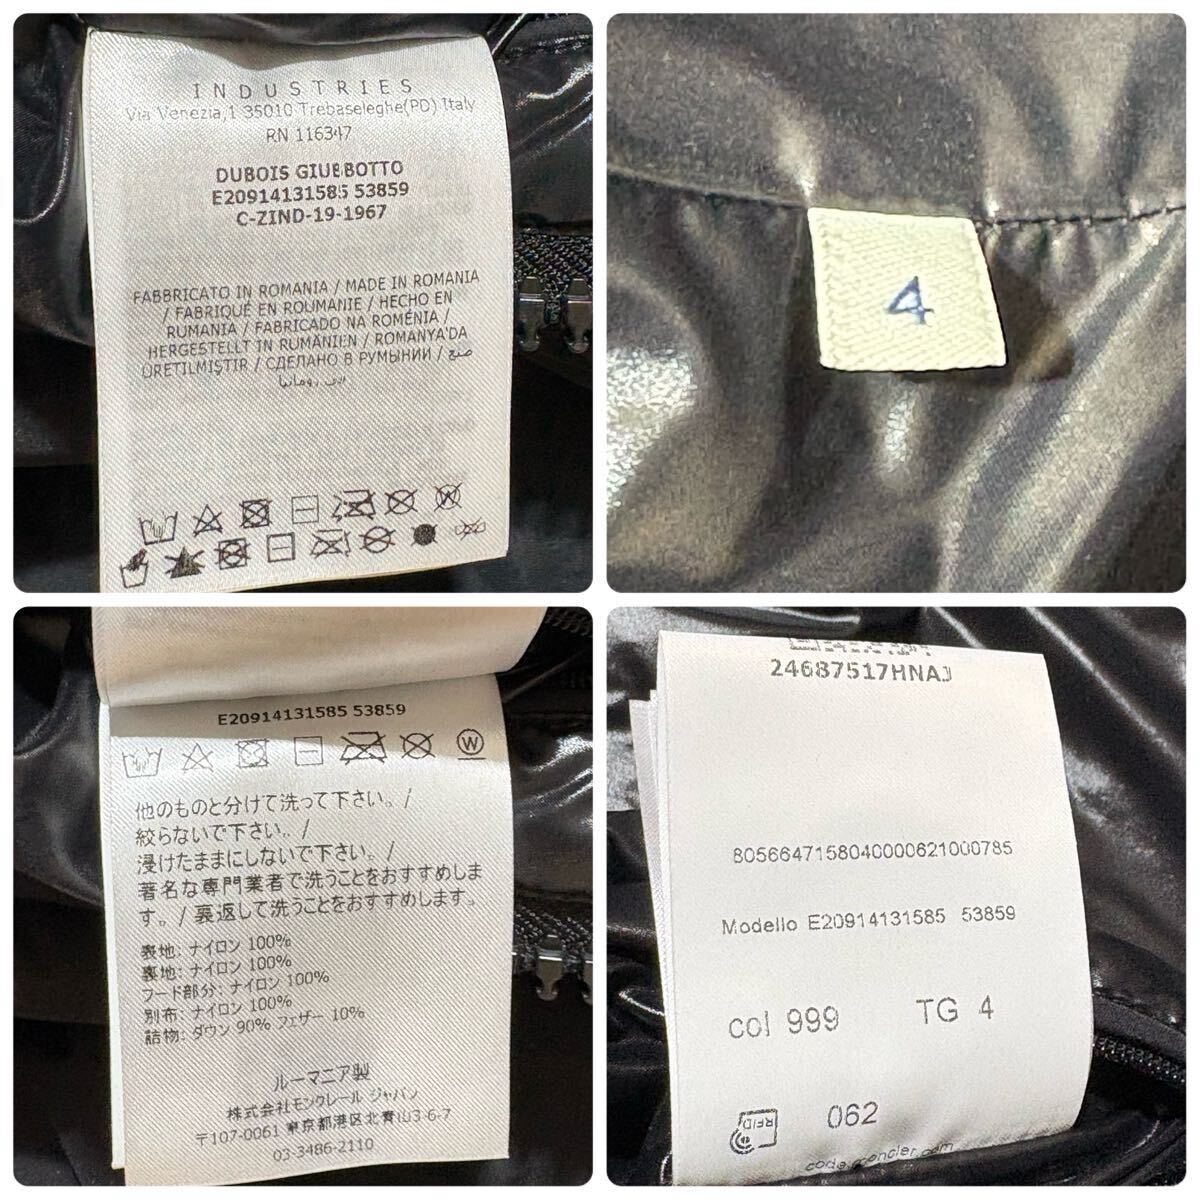 INDUSTRIES
Via Venezia,1 35010 Trebaseleghe(PD) Italy
RN 116347
DUBOIS GIUBBOTTO
E20914131585 53859
C-ZIND-19-1967
FABBRICATO IN ROMANIA / MADE IN ROMANIA
/ FABRIQUÉ EN ROUMANIE / HECHO EN
RUMANIA / FABRICADO NA ROMÉNIA /
HERGESTELLT IN RUMÄNIEN / ROMANYA'DA
ÜRETILMIŞTIR / СДЕЛАНО В РУМЫНИИ / صنع
رومانيا
4
E20914131585 53859
W
他のものと分けて洗って下さい。/
絞らないで下さい。/
浸けたままにしないで下さい。/
著名な専門業者で洗うことをおすすめしま
す。/ 裏返して洗うことをおすすめします。
表地: ナイロン 100%
裏地: ナイロン 100%
フード部分: ナイロン 100%
別布: ナイロン 100%
詰物: ダウン 90% フェザー 10%
ルーマニア製
株式会社モンクレール ジャパン
〒107-0061 東京都港区北青山3-6-7
03-3486-2110
24687517HNAJ
8056647158040000621000785
Modello E20914131585 53859
col 999 TG 4
RFID 062
code.moncler.com